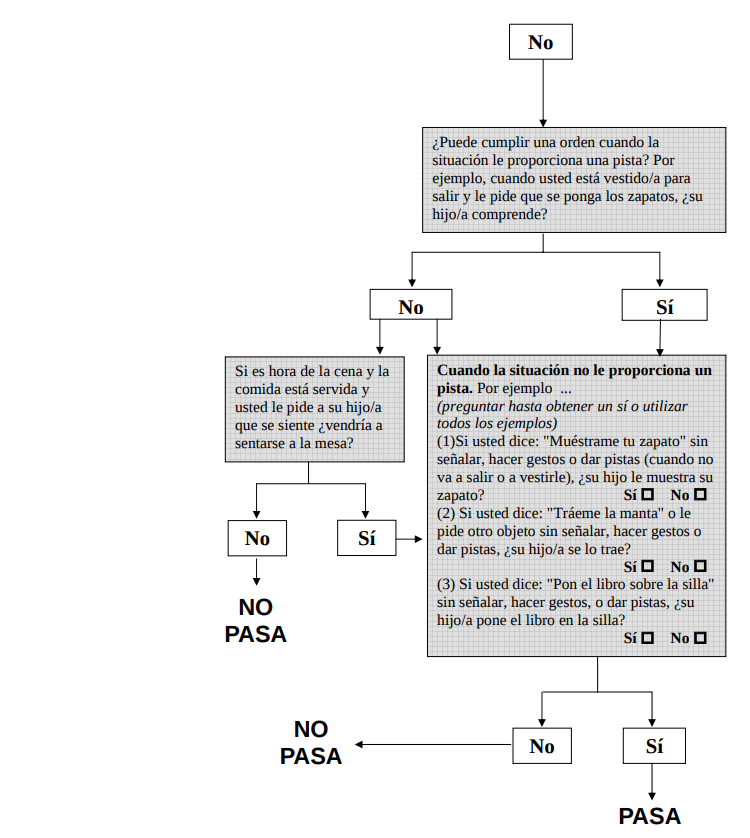 No
¿Puede cumplir una orden cuando la
situación le proporciona una pista? Por
ejemplo, cuando usted está vestido/a para
salir y le pide que se ponga los zapatos, ¿su
hijo/a comprende?
No
Sí
Si es hora de la cena y la
comida está servida y
usted le pide a su hijo/a
que se siente ¿vendría a
sentarse a la mesa?
Cuando la situación no le proporciona un
pista. Por ejemplo ...
(preguntar hasta obtener un sí o utilizar
todos los ejemplos)
(1)Si usted dice: "Muéstrame tu zapato" sin
señalar, hacer gestos o dar pistas (cuando no
va a salir o a vestirle), ¿su hijo le muestra su
zapato? Sí No
(2) Si usted dice: "Tráeme la manta" o le
pide otro objeto sin señalar, hacer gestos o
dar pistas, ¿su hijo/a se lo trae?
Sí No
(3) Si usted dice: "Pon el libro sobre la silla"
sin señalar, hacer gestos, o dar pistas, ¿su
hijo/a pone el libro en la silla?
Sí No
No
Sí
NO
PASA
No
Sí
NO
PASA
PASA